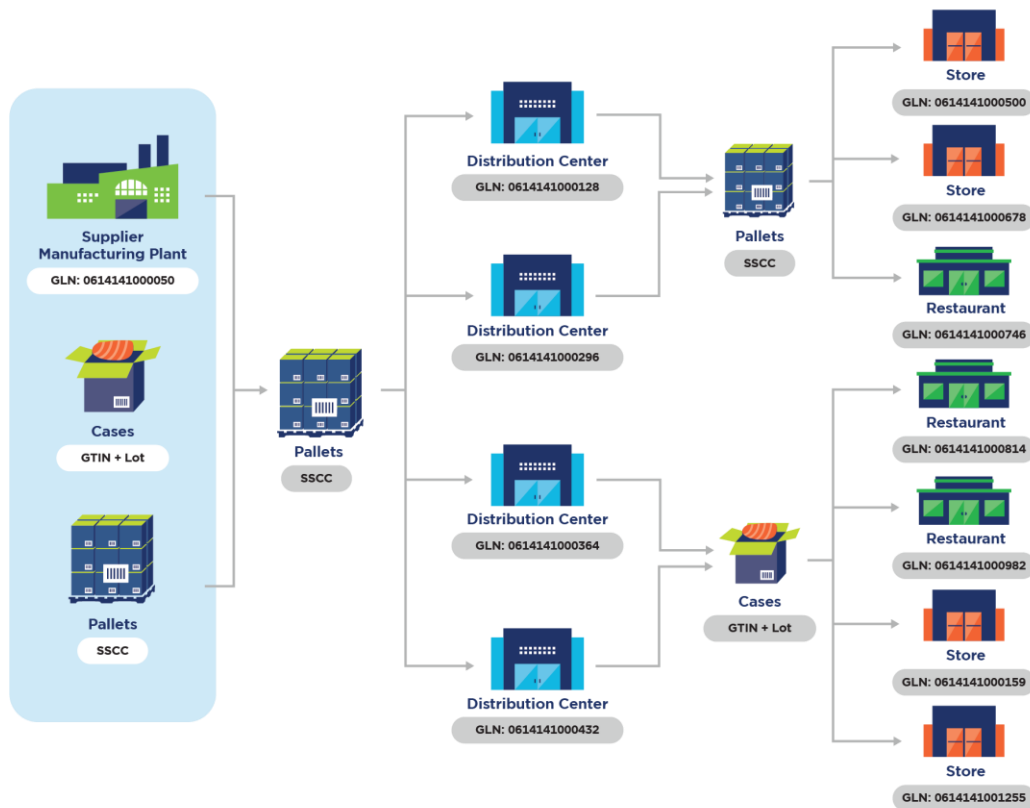 Supplier
Manufacturing Plant
GLN: 0614141000050
Cases
GTIN + Lot
Pallets
SSCC
Pallets
SSCC
Distribution Center
GLN: 0614141000128
Distribution Center
GLN: 0614141000296
Distribution Center
GLN: 0614141000364
Distribution Center
GLN: 0614141000432
Pallets
SSCC
Cases
GTIN + Lot
Store
GLN: 0614141000500
Store
GLN: 0614141000678
Restaurant
GLN: 0614141000746
Restaurant
GLN: 0614141000814
Restaurant
GLN: 0614141000982
Store
GLN: 0614141000159
Store
GLN: 0614141001255